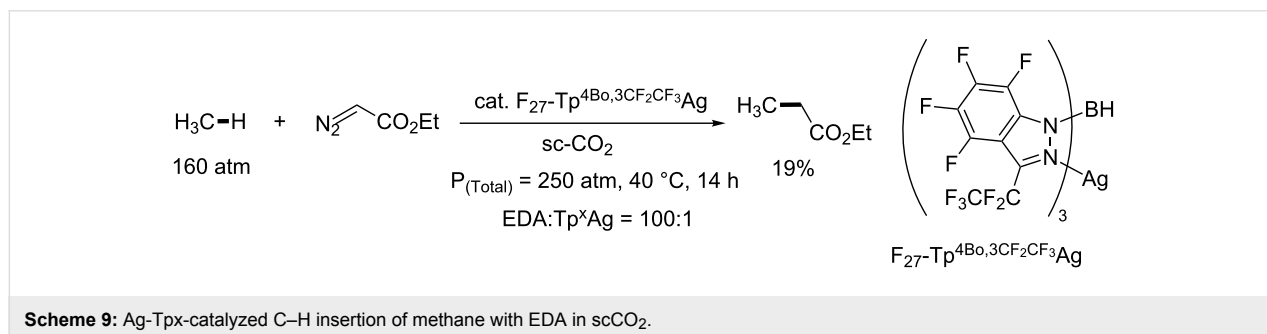 H₃C–H + N₂ CO₂Et
160 atm
cat. F₂₇-Tp⁴ᴮᵒ,³CF₂CF₃Ag
sc-CO₂
P(Total) = 250 atm, 40 °C, 14 h
EDA:TpˣAg = 100:1
H₃C
CO₂Et
19%
F F
F
F
N BH
N
Ag
F₃CF₂C
3
F₂₇-Tp⁴ᴮᵒ,³CF₂CF₃Ag
Scheme 9: Ag-Tpx-catalyzed C–H insertion of methane with EDA in scCO₂.